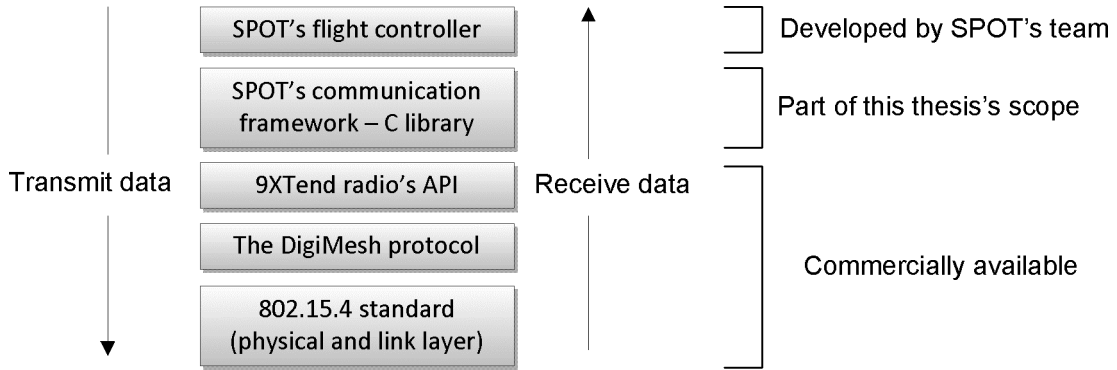 SPOT’s flight controller
Developed by SPOT’s team
SPOT’s communication
framework – C library
Part of this thesis’s scope
Transmit data
9XTend radio’s API
Receive data
The DigiMesh protocol
Commercially available
802.15.4 standard
(physical and link layer)